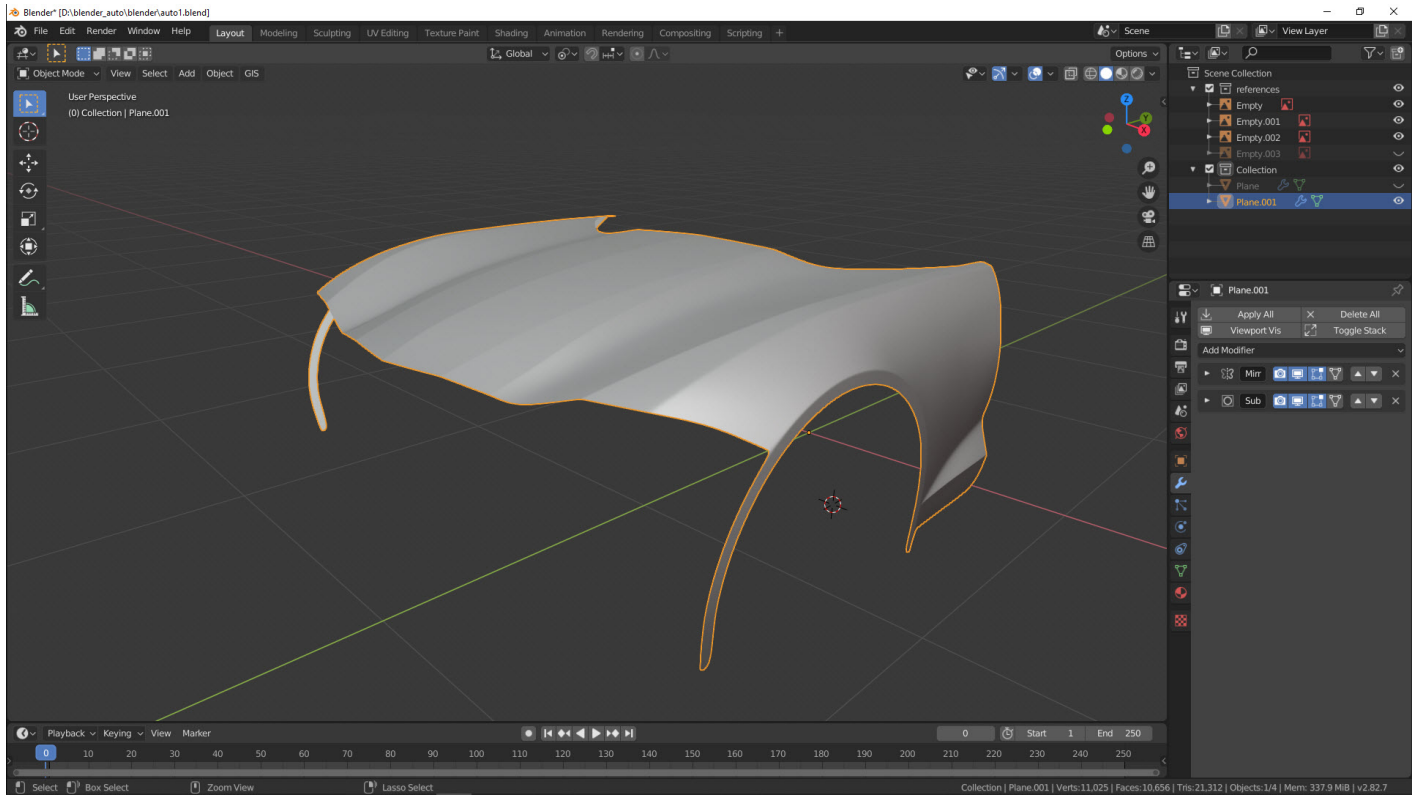 Blender* [D:\blender_auto\blender\auto1.blend]
File Edit Render Window Help Layout Modeling Sculpting UV Editing Texture Paint Shading Animation Rendering Compositing Scripting + Scene View Layer
Global Options
Object Mode View Select Add Object GIS
User Perspective
(0) Collection | Plane.001
Z
Y
X
Scene Collection
references
Empty
Empty.001
Empty.002
Empty.003
Collection
Plane
Plane.001
Plane.001
Apply All Delete All
Viewport Vis Toggle Stack
Add Modifier
Mirr
Sub
Playback Keying View Marker 0 Start 1 End 250
0 10 20 30 40 50 60 70 80 90 100 110 120 130 140 150 160 170 180 190 200 210 220 230 240 250
Select Box Select Zoom View Lasso Select Collection | Plane.001 | Verts:11,025 | Faces:10,656 | Tris:21,312 | Objects:1/4 | Mem: 337.9 MiB | v2.82.7